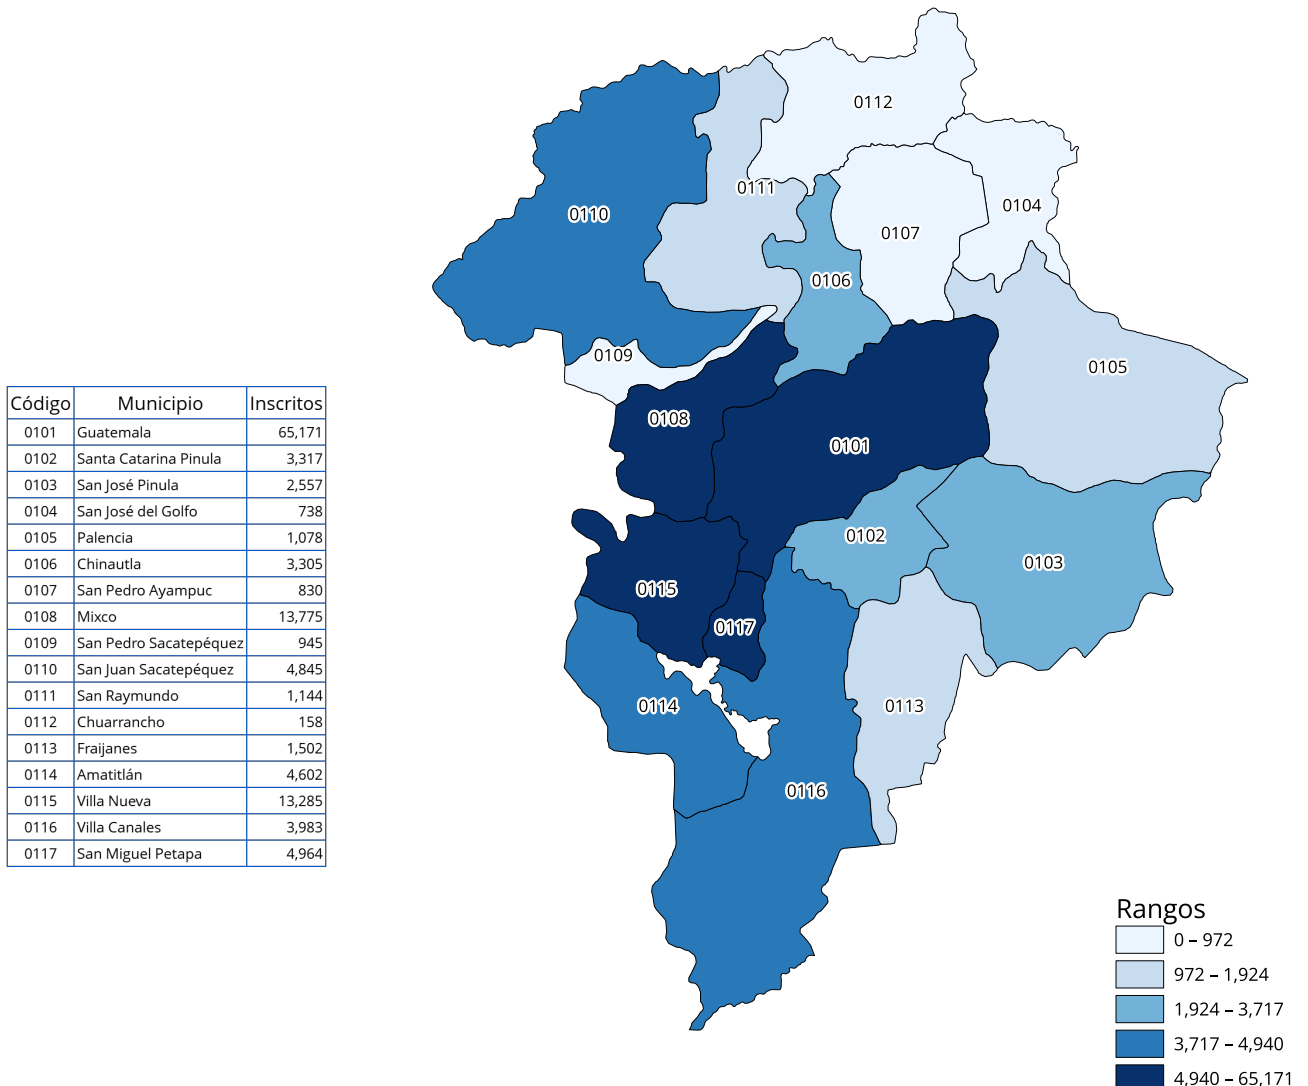 0112
0111
0110
0104
0107
0106
0109
0105
0108
0101
0102
0103
0115
0117
0114
0113
0116
Código Municipio Inscritos
0101 Guatemala 65,171
0102 Santa Catarina Pinula 3,317
0103 San José Pinula 2,557
0104 San José del Golfo 738
0105 Palencia 1,078
0106 Chinautla 3,305
0107 San Pedro Ayampuc 830
0108 Mixco 13,775
0109 San Pedro Sacatepéquez 945
0110 San Juan Sacatepéquez 4,845
0111 San Raymundo 1,144
0112 Chuarrancho 158
0113 Fraijanes 1,502
0114 Amatitlán 4,602
0115 Villa Nueva 13,285
0116 Villa Canales 3,983
0117 San Miguel Petapa 4,964
Rangos
0 – 972
972 – 1,924
1,924 – 3,717
3,717 – 4,940
4,940 – 65,171